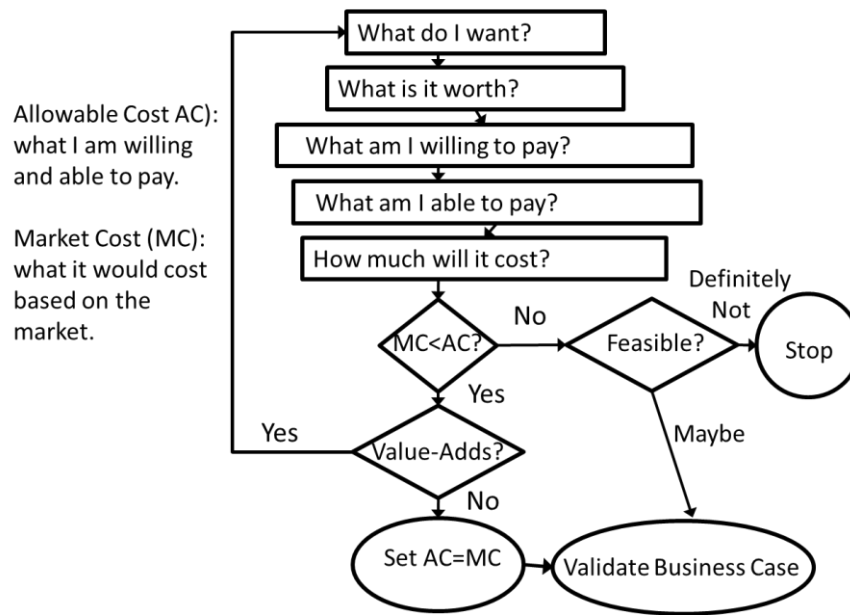 What do I want?
What is it worth?
Allowable Cost AC):
what I am willing
and able to pay.
What am I willing to pay?
What am I able to pay?
Market Cost (MC):
what it would cost
based on the
market.
How much will it cost?
Definitely
Not
No
MC<AC?
Feasible?
Stop
Yes
Yes
Value-Adds?
Maybe
No
Set AC=MC
Validate Business Case